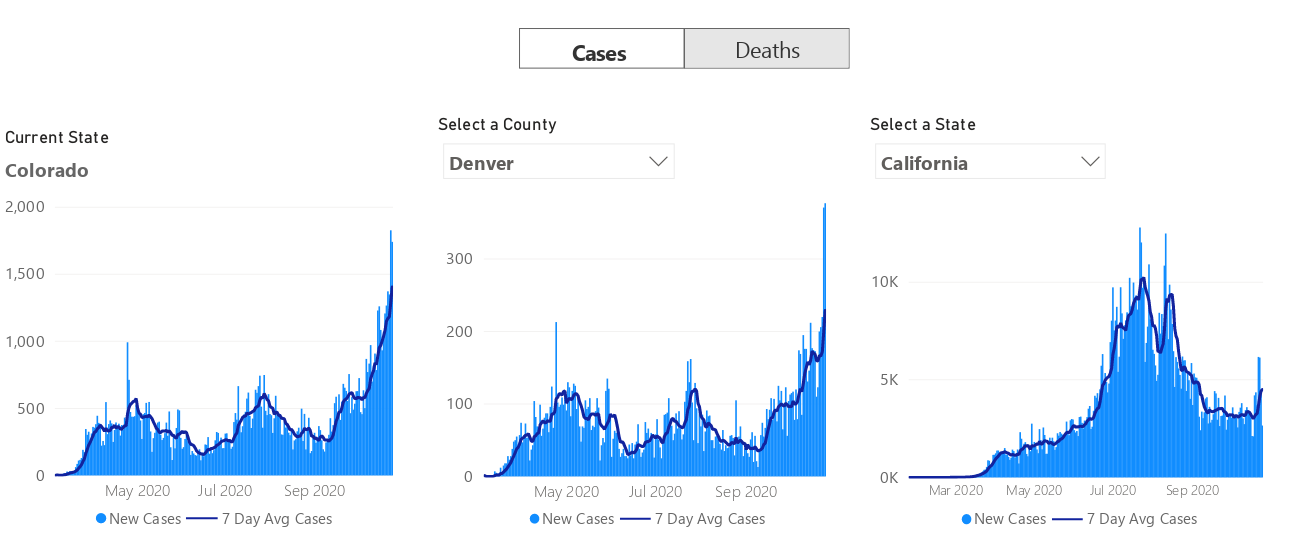 Cases
Deaths
Current State
Colorado
2,000
1,500
1,000
500
0
May 2020
Jul 2020
Sep 2020
New Cases
7 Day Avg Cases
Select a County
Denver
300
200
100
0
May 2020
Jul 2020
Sep 2020
New Cases
7 Day Avg Cases
Select a State
California
10K
5K
0K
Mar 2020
May 2020
Jul 2020
Sep 2020
New Cases
7 Day Avg Cases